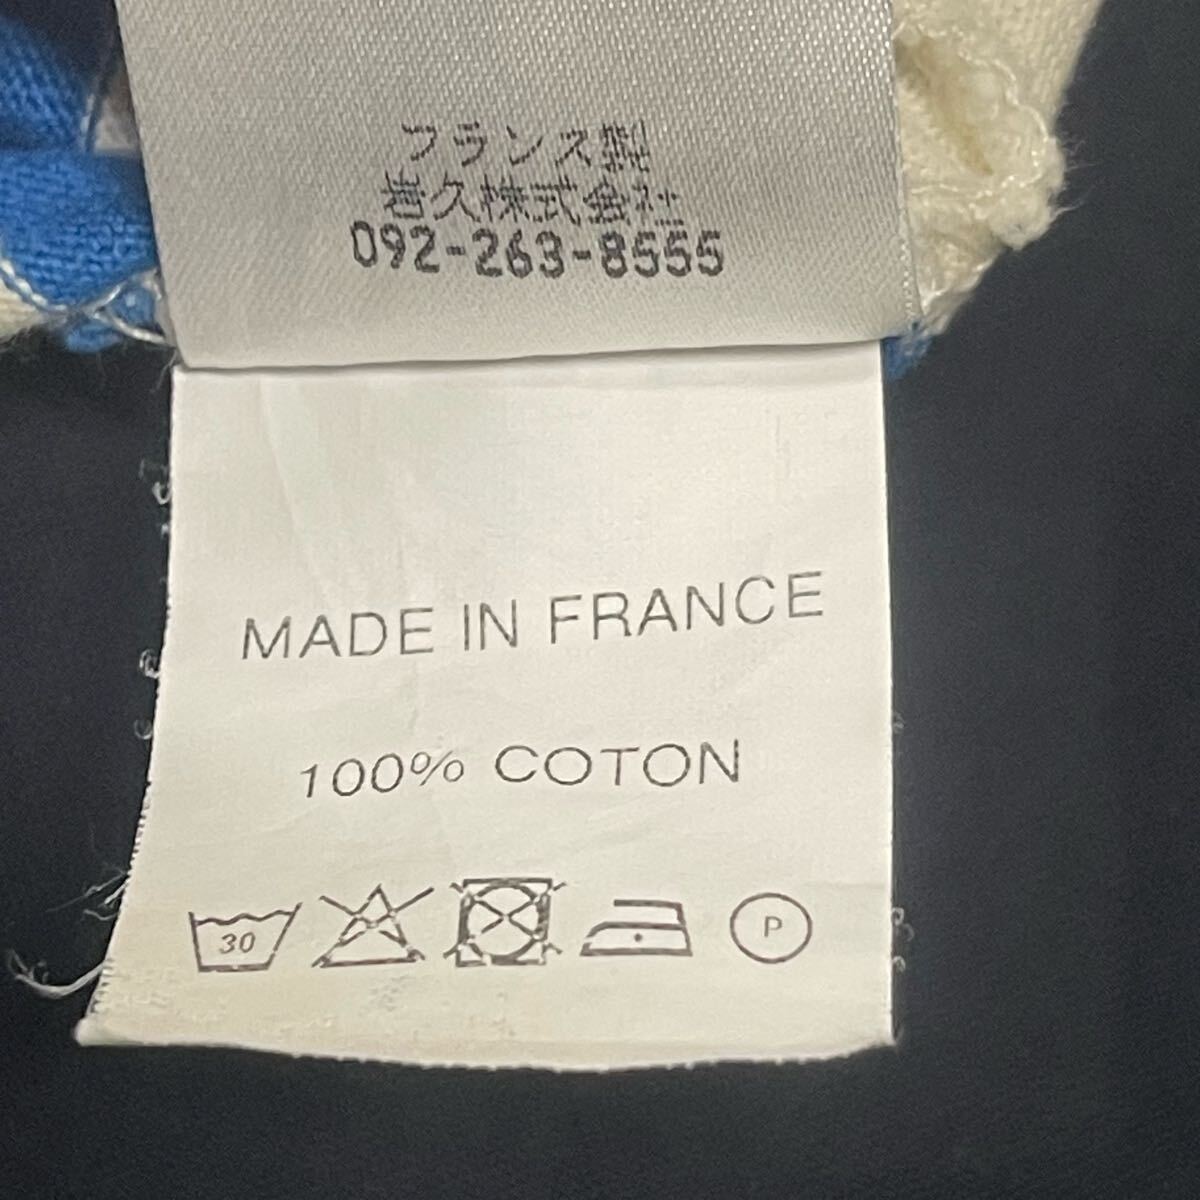 フランス製
岩久株式会社
092-263-8555
MADE IN FRANCE
100% COTON
30
P